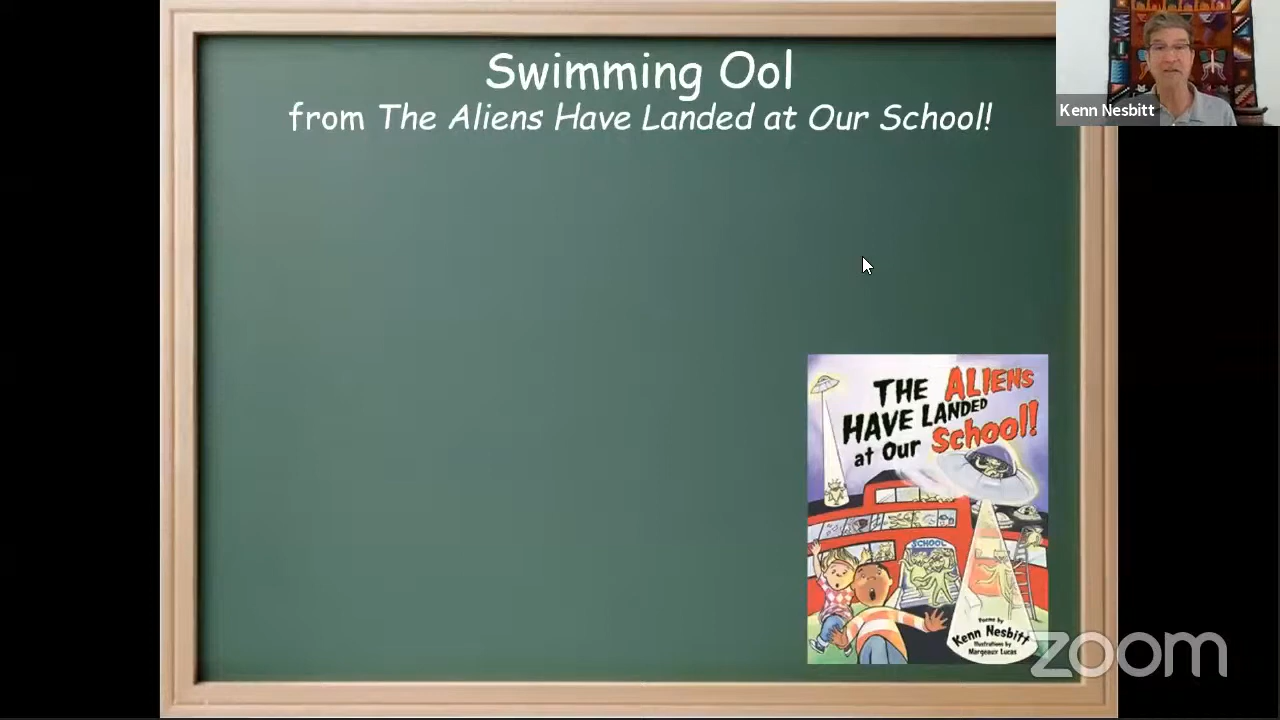 Swimming Ool
from The Aliens Have Landed at Our School!
Kenn Nesbitt
THE ALIENS
HAVE LANDED
at Our School!
SCHOOL
Poems by
Kenn Nesbitt
Illustrations by
Margeaux Lucas
zoom